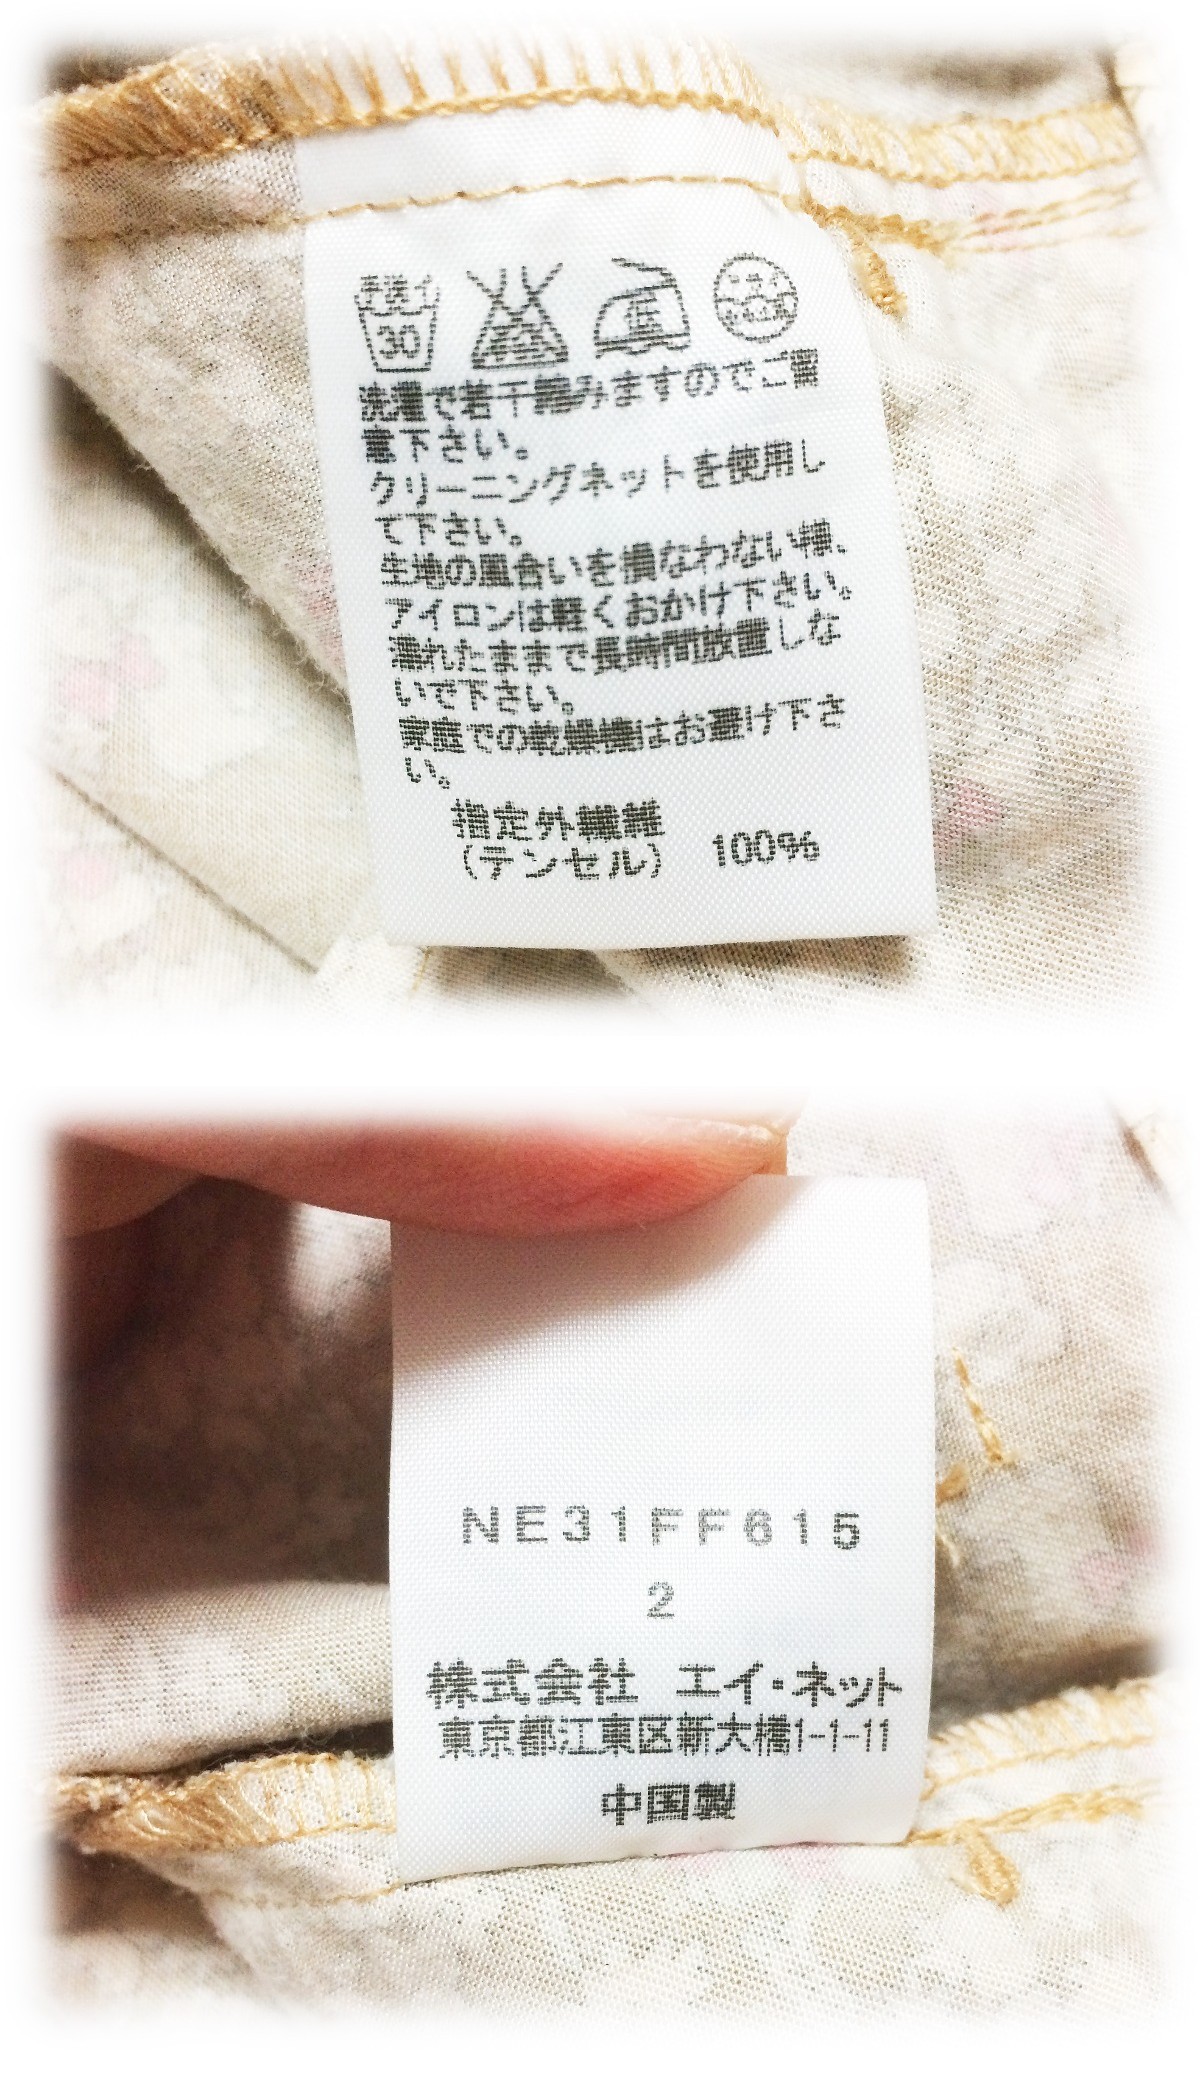 手洗イ
30
低
洗濯で若干縮みますのでご留
意下さい。
クリーニングネットを使用し
て下さい。
生地の風合いを損なわない様、
アイロンは軽くおかけ下さい。
濡れたままで長時間放置しな
いで下さい。
家庭での乾燥機はお避け下さ
い。
指定外繊維
(テンセル) 100%
NE31FF615
2
株式会社 エイ・ネット
東京都江東区新大橋1-1-11
中国製